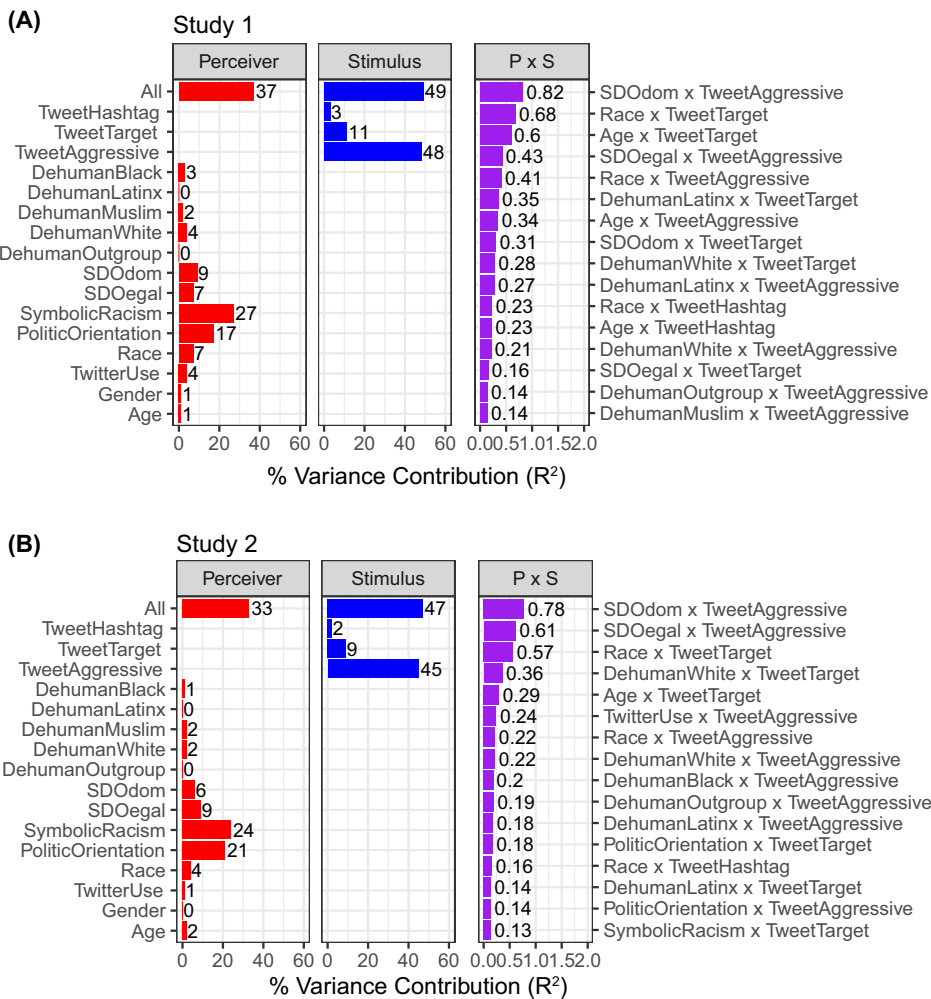 (A)
Study 1
Perceiver Stimulus P x S
All 37 49 0.82 SDOdom x TweetAggressive
TweetHashtag 3 0.68 Race x TweetTarget
TweetTarget 11 0.6 Age x TweetTarget
TweetAggressive 48 0.43 SDOegal x TweetAggressive
DehumanBlack 3 0.41 Race x TweetAggressive
DehumanLatinx 0 0.35 DehumanLatinx x TweetTarget
DehumanMuslim 2 0.34 Age x TweetAggressive
DehumanWhite 4 0.31 SDOdom x TweetTarget
DehumanOutgroup 0 0.28 DehumanWhite x TweetTarget
SDOdom 9 0.27 DehumanLatinx x TweetAggressive
SDOegal 7 0.23 Race x TweetHashtag
SymbolicRacism 27 0.23 Age x TweetHashtag
PoliticOrientation 17 0.21 DehumanWhite x TweetAggressive
Race 7 0.16 SDOegal x TweetTarget
TwitterUse 4 0.14 DehumanOutgroup x TweetAggressive
Gender 1 0.14 DehumanMuslim x TweetAggressive
Age 1
0 20 40 60 0 20 40 60 0.00.51.01.52.0
% Variance Contribution (R²)
(B)
Study 2
Perceiver Stimulus P x S
All 33 47 0.78 SDOdom x TweetAggressive
TweetHashtag 2 0.61 SDOegal x TweetAggressive
TweetTarget 9 0.57 Race x TweetTarget
TweetAggressive 45 0.36 DehumanWhite x TweetTarget
DehumanBlack 1 0.29 Age x TweetTarget
DehumanLatinx 0 0.24 TwitterUse x TweetAggressive
DehumanMuslim 2 0.22 Race x TweetAggressive
DehumanWhite 2 0.22 DehumanWhite x TweetAggressive
DehumanOutgroup 0 0.2 DehumanBlack x TweetAggressive
SDOdom 6 0.19 DehumanOutgroup x TweetAggressive
SDOegal 9 0.18 DehumanLatinx x TweetAggressive
SymbolicRacism 24 0.18 PoliticOrientation x TweetTarget
PoliticOrientation 21 0.16 Race x TweetHashtag
Race 4 0.14 DehumanLatinx x TweetTarget
TwitterUse 1 0.14 PoliticOrientation x TweetAggressive
Gender 0 0.13 SymbolicRacism x TweetTarget
Age 2
0 20 40 60 0 20 40 60 0.00.51.01.52.0
% Variance Contribution (R²)